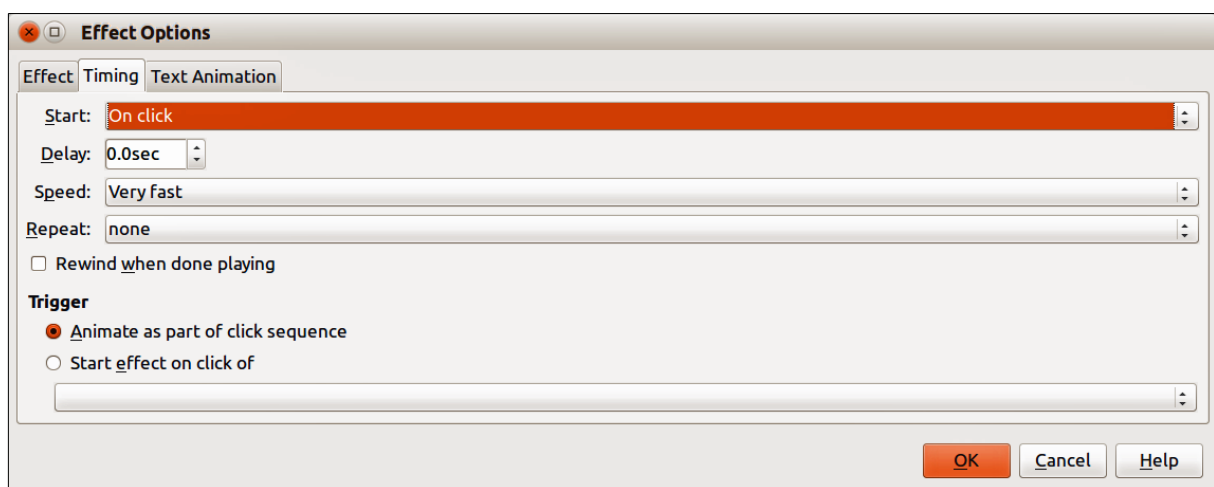 Effect Options
Effect Timing Text Animation
Start: On click
Delay: 0.0sec
Speed: Very fast
Repeat: none
Rewind when done playing
Trigger
Animate as part of click sequence
Start effect on click of
OK Cancel Help